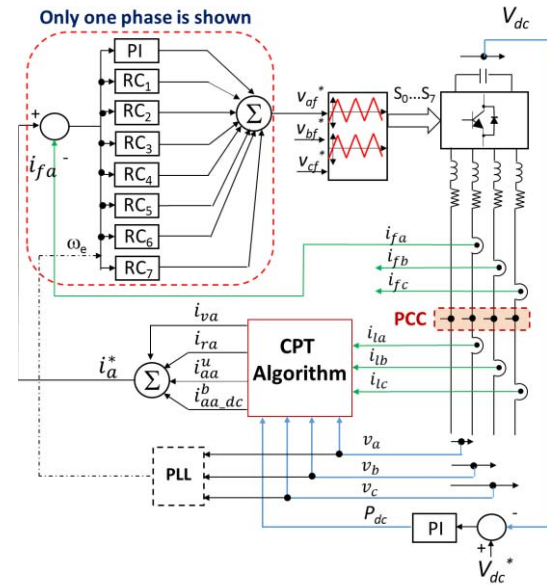 Only one phase is shown
V_dc
PI
RC_1
RC_2
RC_3
RC_4
RC_5
RC_6
RC_7
+
i_fa
-
ω_e
Σ
v_af*
v_bf*
v_cf*
S_0...S_7
i_fa
i_fb
i_fc
PCC
i_va
i_ra
i_aa^u
i_aa_dc^b
i_a*
Σ
CPT
Algorithm
i_la
i_lb
i_lc
v_a
v_b
v_c
PLL
P_dc
PI
-
+
V_dc*